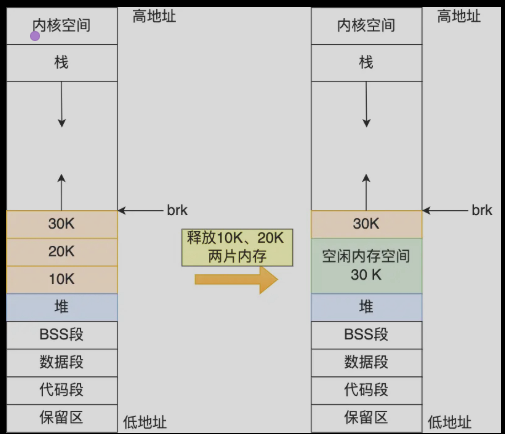 内核空间
高地址
栈
brk
30K
20K
10K
堆
BSS段
数据段
代码段
保留区
低地址
释放10K、20K
两片内存
内核空间
高地址
栈
brk
30K
空闲内存空间
30 K
堆
BSS段
数据段
代码段
保留区
低地址